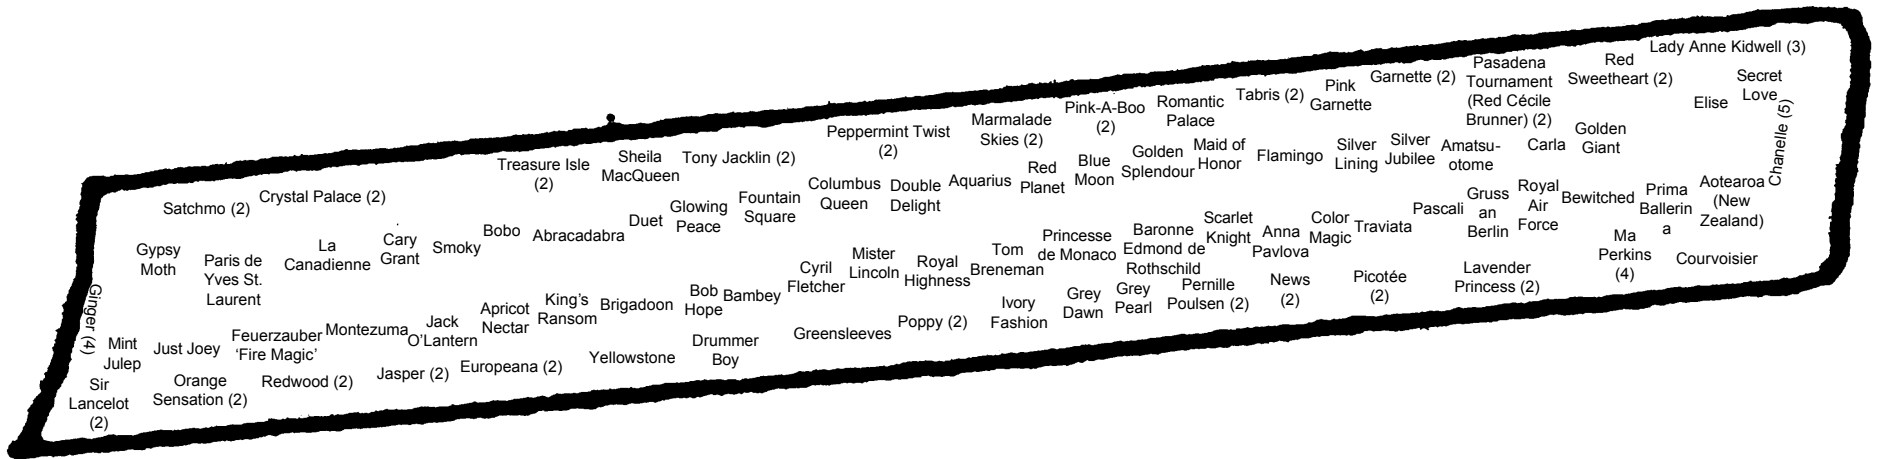 Lady Anne Kidwell (3)
Red
Sweetheart (2)
Secret
Love
Elise
Chanelle (5)
Pasadena
Tournament
(Red Cécile
Brunner) (2)
Garnette (2)
Pink
Garnette
Tabris (2)
Romantic
Palace
Pink-A-Boo
(2)
Marmalade
Skies (2)
Peppermint Twist
(2)
Tony Jacklin (2)
Sheila
MacQueen
Treasure Isle
(2)
Crystal Palace (2)
Satchmo (2)
Golden
Giant
Carla
Amatsu-
otome
Silver
Jubilee
Silver
Lining
Flamingo
Maid of
Honor
Golden
Splendour
Blue
Moon
Red
Planet
Aquarius
Double
Delight
Columbus
Queen
Fountain
Square
Glowing
Peace
Duet
Abracadabra
Bobo
Smoky
Cary
Grant
La
Canadienne
Paris de
Yves St.
Laurent
Gypsy
Moth
Ginger (4)
Aotearoa
(New
Zealand)
Prima
Ballerin
a
Bewitched
Royal
Air
Force
Gruss
an
Berlin
Pascali
Traviata
Color
Magic
Anna
Pavlova
Scarlet
Knight
Baronne
Edmond de
Rothschild
Princesse
de Monaco
Tom
Breneman
Royal
Highness
Mister
Lincoln
Cyril
Fletcher
Bambey
Bob
Hope
Brigadoon
King's
Ransom
Apricot
Nectar
Jack
O'Lantern
Montezuma
Feuerzauber
‘Fire Magic’
Just Joey
Mint
Julep
Courvoisier
Ma
Perkins
(4)
Lavender
Princess (2)
Picotée
(2)
News
(2)
Pernille
Poulsen (2)
Grey
Pearl
Grey
Dawn
Ivory
Fashion
Poppy (2)
Greensleeves
Drummer
Boy
Yellowstone
Europeana (2)
Jasper (2)
Redwood (2)
Orange
Sensation (2)
Sir
Lancelot
(2)